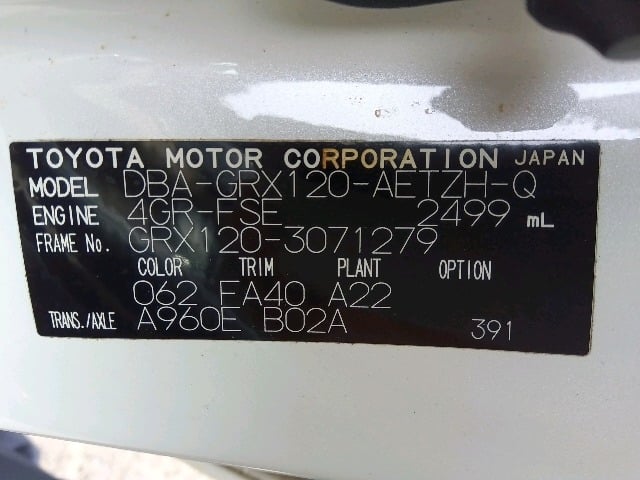 TOYOTA MOTOR CORPORATION JAPAN
MODEL DBA-GRX120-AETZH-Q
ENGINE 4GR-FSE 2499 mL
FRAME No. GRX120-3071279
COLOR TRIM PLANT OPTION
062 FA40 A22
TRANS./AXLE A960E B02A 391